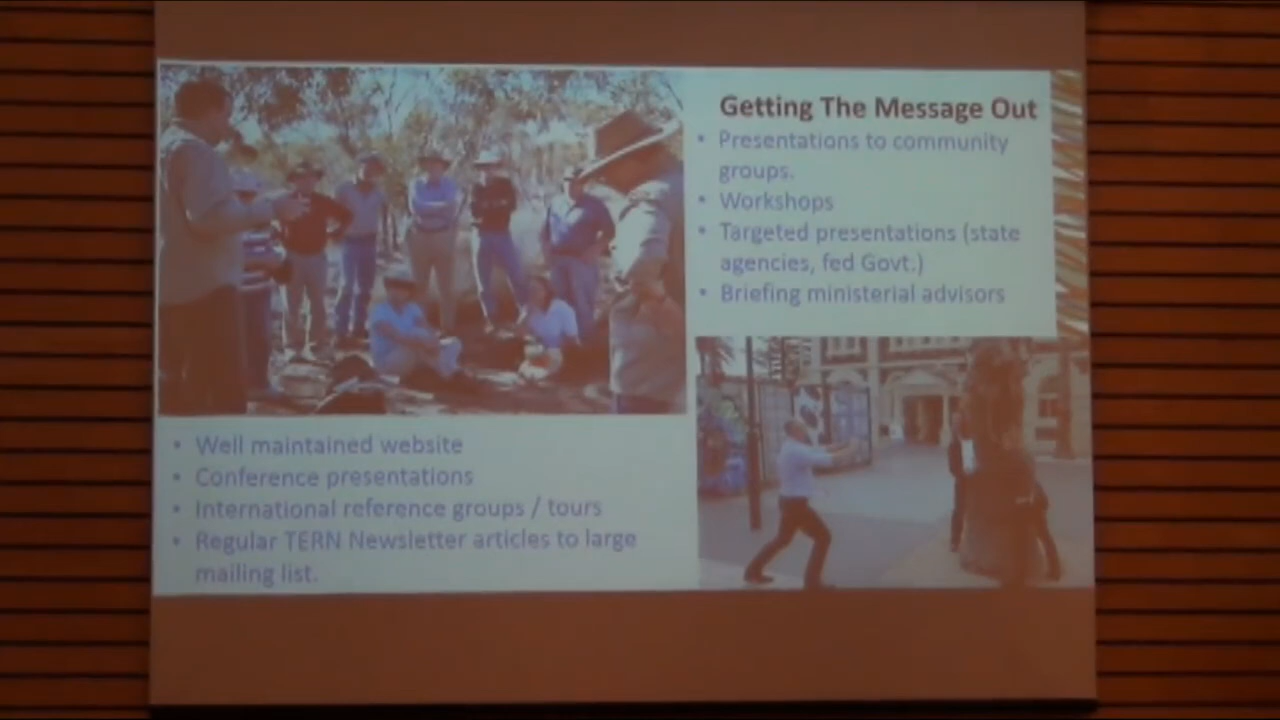 Getting The Message Out
• Presentations to community
groups.
• Workshops
• Targeted presentations (state
agencies, fed Govt.)
• Briefing ministerial advisors
• Well maintained website
• Conference presentations
• International reference groups / tours
• Regular TERN Newsletter articles to large
mailing list.